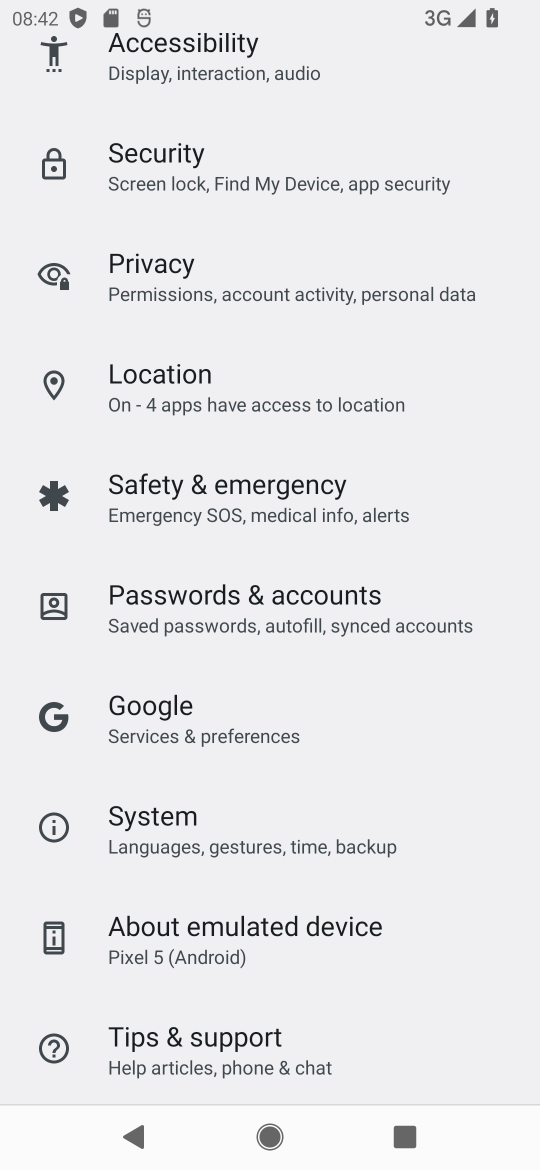 08:42
3G
Accessibility
Display, interaction, audio
Security
Screen lock, Find My Device, app security
Privacy
Permissions, account activity, personal data
Location
On - 4 apps have access to location
Safety & emergency
Emergency SOS, medical info, alerts
Passwords & accounts
Saved passwords, autofill, synced accounts
Google
Services & preferences
System
Languages, gestures, time, backup
About emulated device
Pixel 5 (Android)
Tips & support
Help articles, phone & chat